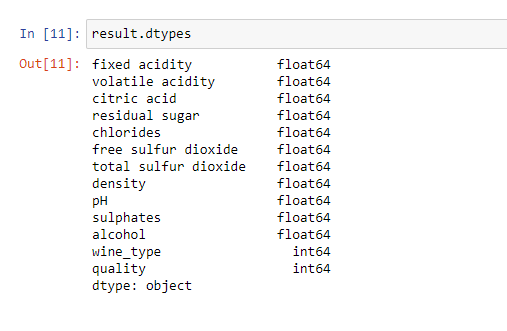 In [11]: result.dtypes
Out[11]: fixed acidity           float64
volatile acidity        float64
citric acid             float64
residual sugar          float64
chlorides               float64
free sulfur dioxide     float64
total sulfur dioxide    float64
density                 float64
pH                      float64
sulphates               float64
alcohol                 float64
wine_type                 int64
quality                   int64
dtype: object